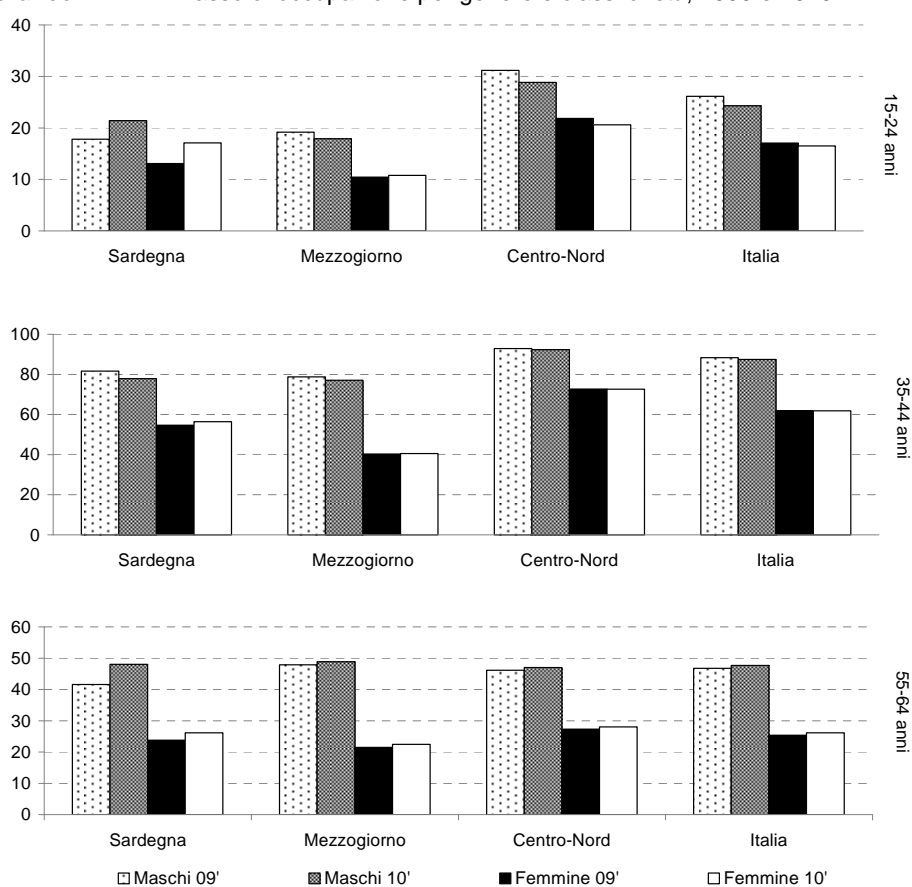 40
30
20
10
0
Sardegna Mezzogiorno Centro-Nord Italia
15-24 anni
100
80
60
40
20
0
Sardegna Mezzogiorno Centro-Nord Italia
35-44 anni
60
50
40
30
20
10
0
Sardegna Mezzogiorno Centro-Nord Italia
55-64 anni
Maschi 09' Maschi 10' Femmine 09' Femmine 10'